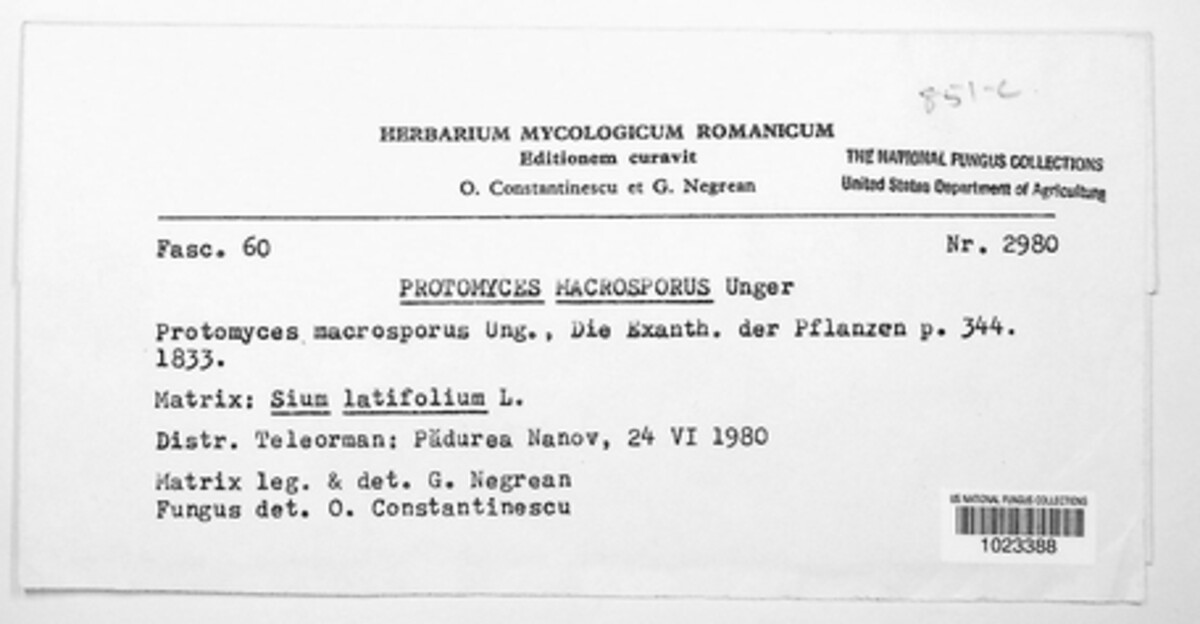 851-C
HERBARIUM MYCOLOGICUM ROMANICUM
Editionem curavit
O. Constantinescu et G. Negrean
THE NATIONAL FUNGUS COLLECTIONS
United States Department of Agriculture
Fasc. 60
Nr. 2980
PROTOMYCES MACROSPORUS Unger
Protomyces macrosporus Ung., Die Exanth. der Pflanzen p. 344.
1833.
Matrix: Sium latifolium L.
Distr. Teleorman: Pădurea Nanov, 24 VI 1980
Matrix leg. & det. G. Negrean
Fungus det. O. Constantinescu
US NATIONAL FUNGUS COLLECTIONS
1023388